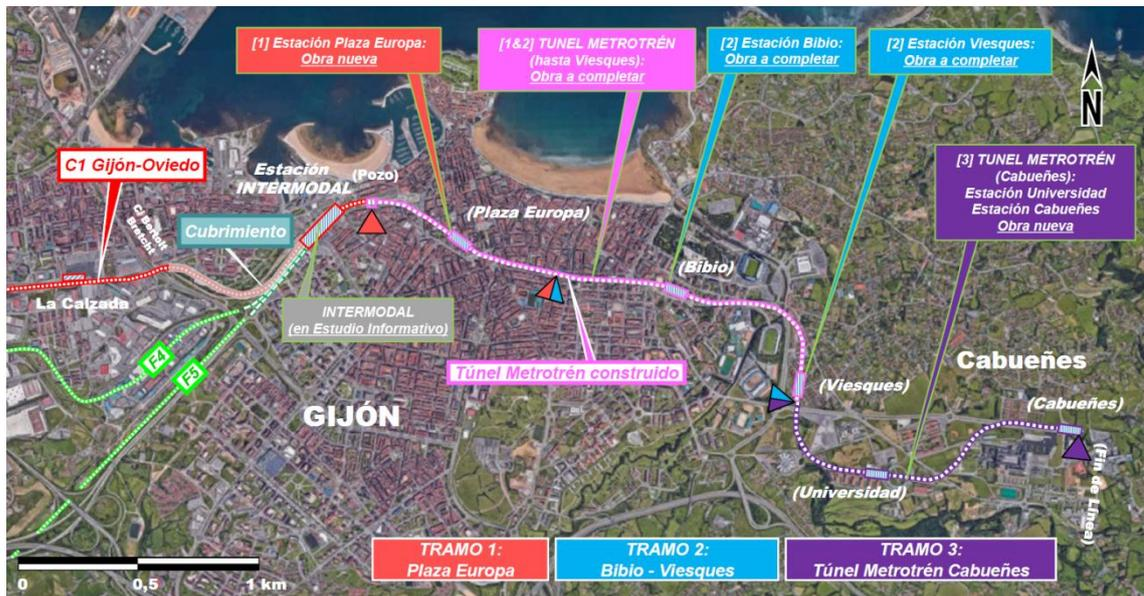 [1] Estación Plaza Europa:
Obra nueva
[1&2] TUNEL METROTRÉN
(hasta Viesques):
Obra a completar
[2] Estación Bibio:
Obra a completar
[2] Estación Viesques:
Obra a completar
N
C1 Gijón-Oviedo
Estación
INTERMODAL
(Pozo)
[3] TUNEL METROTRÉN
(Cabueñes):
Estación Universidad
Estación Cabueñes
Obra nueva
C/ Bertolt
Bretcht
Cubrimiento
(Plaza Europa)
(Bibio)
La Calzada
INTERMODAL
(en Estudio Informativo)
F4
F5
Túnel Metrotrén construido
Cabueñes
(Viesques)
(Cabueñes)
GIJÓN
(Universidad)
(Fin de Línea)
0
0,5
1 km
TRAMO 1:
Plaza Europa
TRAMO 2:
Bibio - Viesques
TRAMO 3:
Túnel Metrotrén Cabueñes